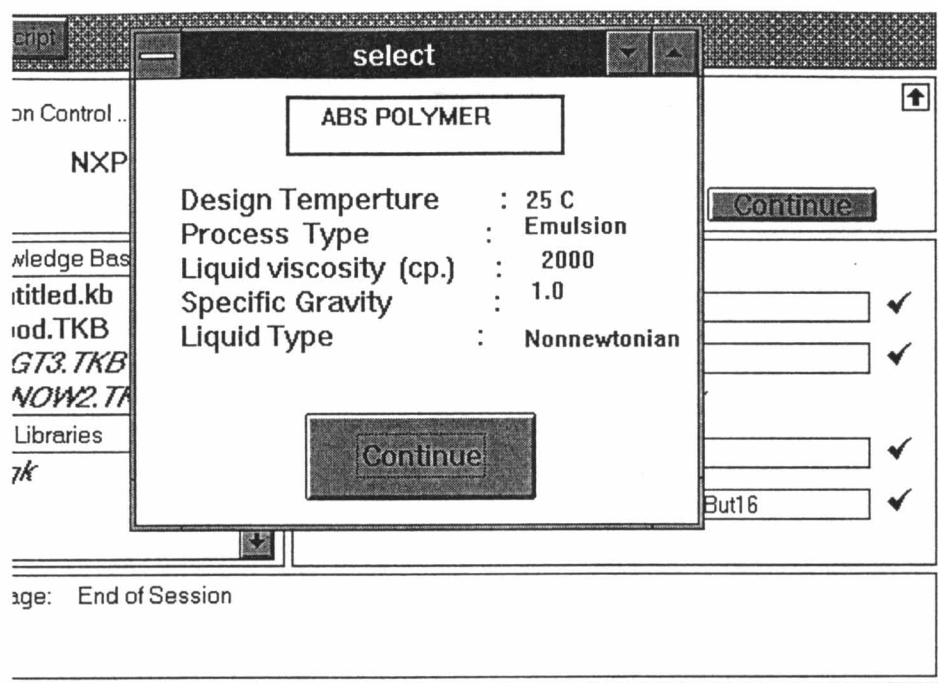 cript
select
on Control ..
NXP
Continue
ABS POLYMER
Design Temperture : 25 C
Process Type : Emulsion
Liquid viscosity (cp.) : 2000
Specific Gravity : 1.0
Liquid Type : Nonnewtonian
Continue
wledge Bas
ntitled.kb
od.TKB
GT3.TKB
NOW2.TK
Libraries
gk
But16
age: End of Session